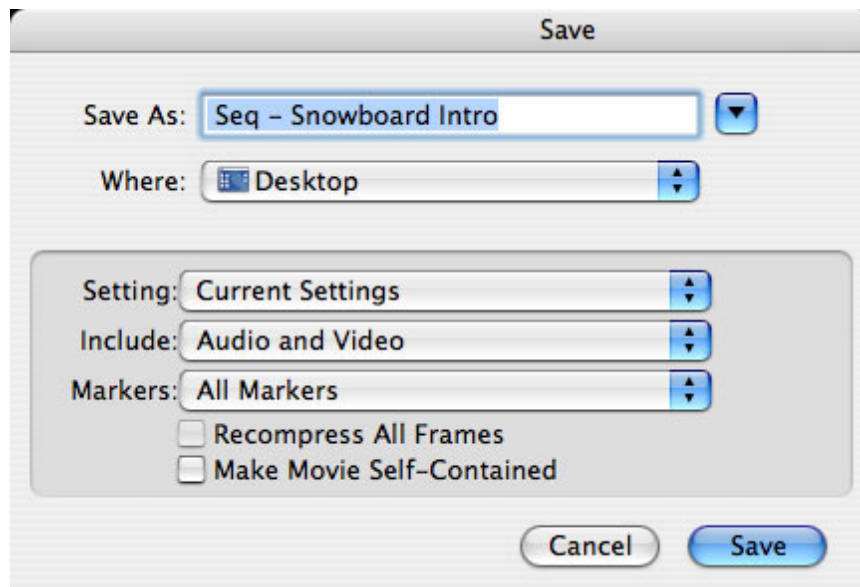 Save
Save As: Seq – Snowboard Intro
Where: Desktop
Setting: Current Settings
Include: Audio and Video
Markers: All Markers
Recompress All Frames
Make Movie Self-Contained
Cancel Save